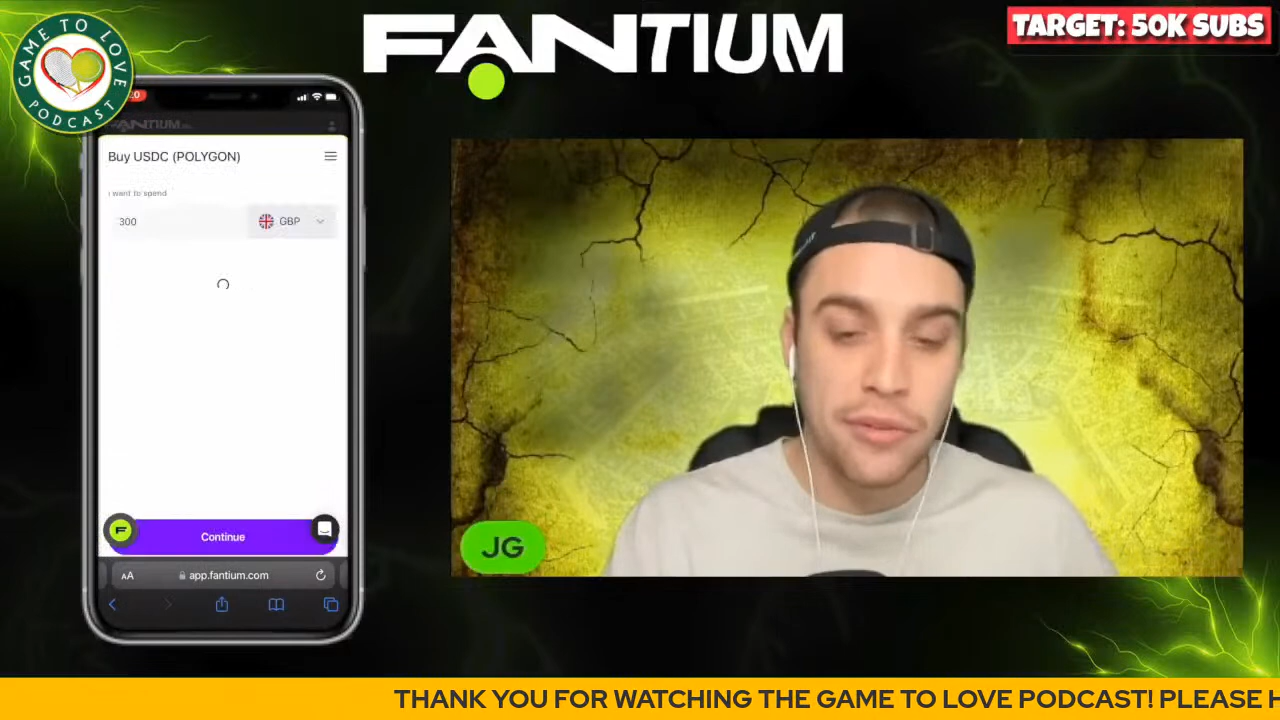 GAME TO LOVE
PODCAST
FANTIUM
TARGET: 50K SUBS
FANTIUM
Buy USDC (POLYGON)
I want to spend
300
GBP
Continue
AA
app.fantium.com
JG
THANK YOU FOR WATCHING THE GAME TO LOVE PODCAST! PLEASE H